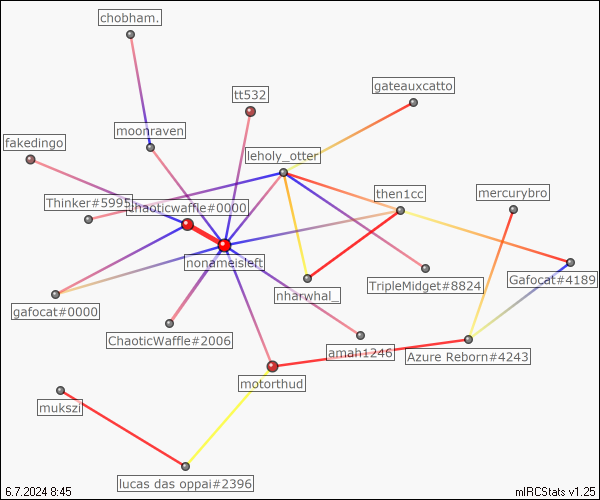 chobham.
gateauxcatto
tt532
moonraven
fakedingo
leholy_otter
then1cc
mercurybro
Thinker#5995
chaoticwaffle#0000
nonameisleft
Gafocat#4189
TripleMidget#8824
nharwhal_
gafocat#0000
ChaoticWaffle#2006
amah1246
Azure Reborn#4243
motorthud
mukszi
lucas das oppai#2396
6.7.2024 8:45
mIRCStats v1.25